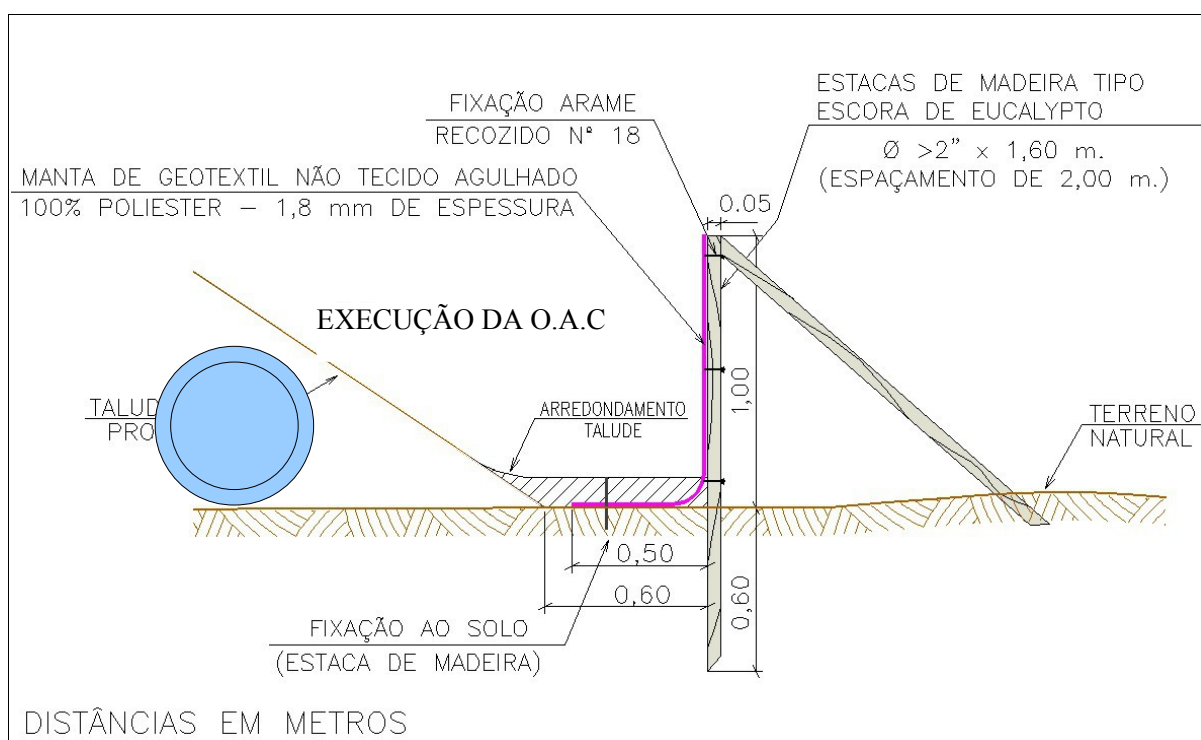 FIXAÇÃO ARAME
RECOZIDO Nº 18
ESTACAS DE MADEIRA TIPO
ESCORA DE EUCALYPTO
Ø >2" x 1,60 m.
(ESPAÇAMENTO DE 2,00 m.)
MANTA DE GEOTEXTIL NÃO TECIDO AGULHADO
100% POLIESTER – 1,8 mm DE ESPESSURA
0.05
EXECUÇÃO DA O.A.C
1,00
TALUD
PRO
ARREDONDAMENTO
TALUDE
TERRENO
NATURAL
0,50
0,60
0,60
FIXAÇÃO AO SOLO
(ESTACA DE MADEIRA)
DISTÂNCIAS EM METROS